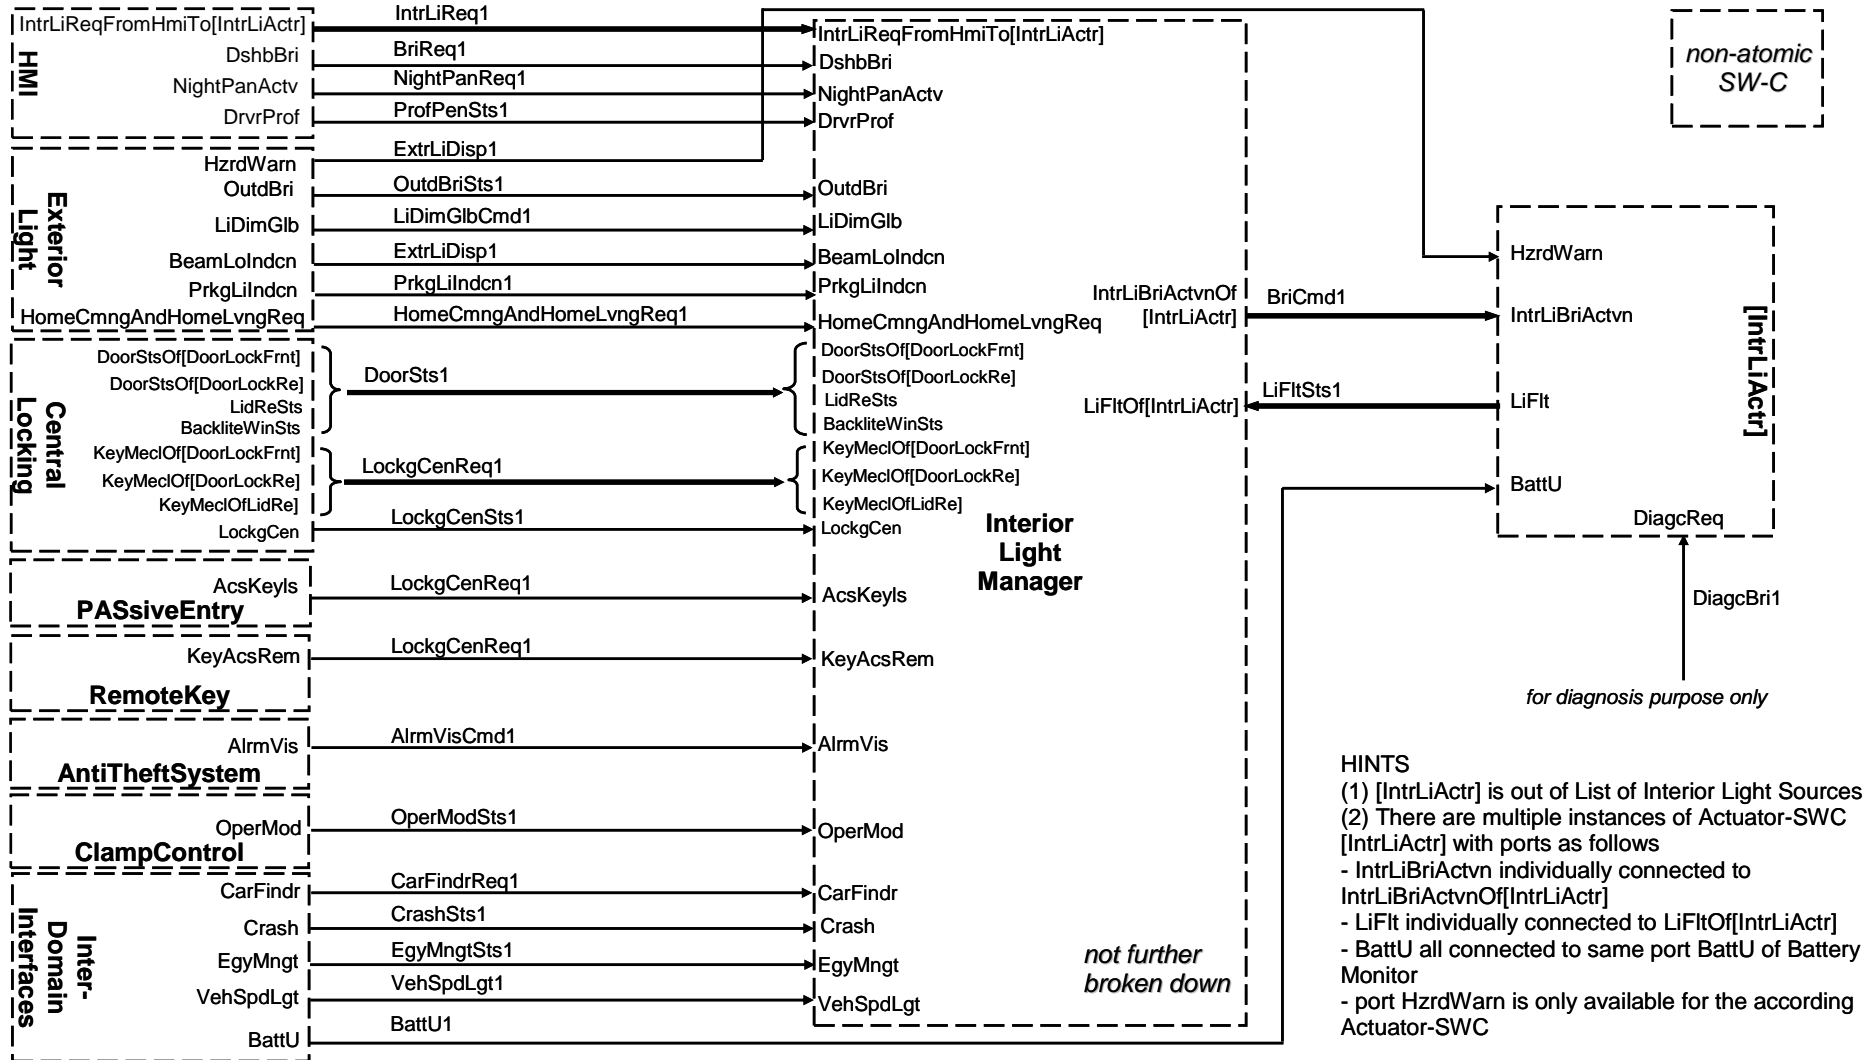 IntrLiReqFromHmiTo[IntrLiActr]
DshbBri
NightPanActv
DrvrProf
HMI
IntrLiReq1
BriReq1
NightPanReq1
ProfPenSts1
IntrLiReqFromHmiTo[IntrLiActr]
DshbBri
NightPanActv
DrvrProf
HzrdWarn
OutdBri
LiDimGlb
BeamLoIndcn
PrkgLiIndcn
HomeCmngAndHomeLvngReq
Exterior
Light
ExtrLiDisp1
OutdBriSts1
LiDimGlbCmd1
ExtrLiDisp1
PrkgLiIndcn1
HomeCmngAndHomeLvngReq1
OutdBri
LiDimGlb
BeamLoIndcn
PrkgLiIndcn
HomeCmngAndHomeLvngReq
DoorStsOf[DoorLockFrnt]
DoorStsOf[DoorLockRe]
LidReSts
BackliteWinSts
KeyMeclOf[DoorLockFrnt]
KeyMeclOf[DoorLockRe]
KeyMeclOfLidRe]
LockgCen
Central
Locking
DoorSts1
LockgCenReq1
LockgCenSts1
DoorStsOf[DoorLockFrnt]
DoorStsOf[DoorLockRe]
LidReSts
BackliteWinSts
KeyMeclOf[DoorLockFrnt]
KeyMeclOf[DoorLockRe]
KeyMeclOfLidRe]
LockgCen
AcsKeyls
PASsiveEntry
LockgCenReq1
AcsKeyls
KeyAcsRem
RemoteKey
LockgCenReq1
KeyAcsRem
AlrmVis
AntiTheftSystem
AlrmVisCmd1
AlrmVis
OperMod
ClampControl
OperModSts1
OperMod
CarFindr
Crash
EgyMngt
VehSpdLgt
BattU
Inter-
Domain
Interfaces
CarFindrReq1
CrashSts1
EgyMngtSts1
VehSpdLgt1
BattU1
CarFindr
Crash
EgyMngt
VehSpdLgt
Interior
Light
Manager
not further
broken down
IntrLiBriActvnOf
[IntrLiActr]
LiFltOf[IntrLiActr]
BriCmd1
LiFltSts1
non-atomic
SW-C
HzrdWarn
IntrLiBriActvn
LiFlt
BattU
DiagcReq
[IntrLiActr]
DiagcBri1
for diagnosis purpose only
HINTS
(1) [IntrLiActr] is out of List of Interior Light Sources
(2) There are multiple instances of Actuator-SWC
[IntrLiActr] with ports as follows
- IntrLiBriActvn individually connected to
IntrLiBriActvnOf[IntrLiActr]
- LiFlt individually connected to LiFltOf[IntrLiActr]
- BattU all connected to same port BattU of Battery
Monitor
- port HzrdWarn is only available for the according
Actuator-SWC